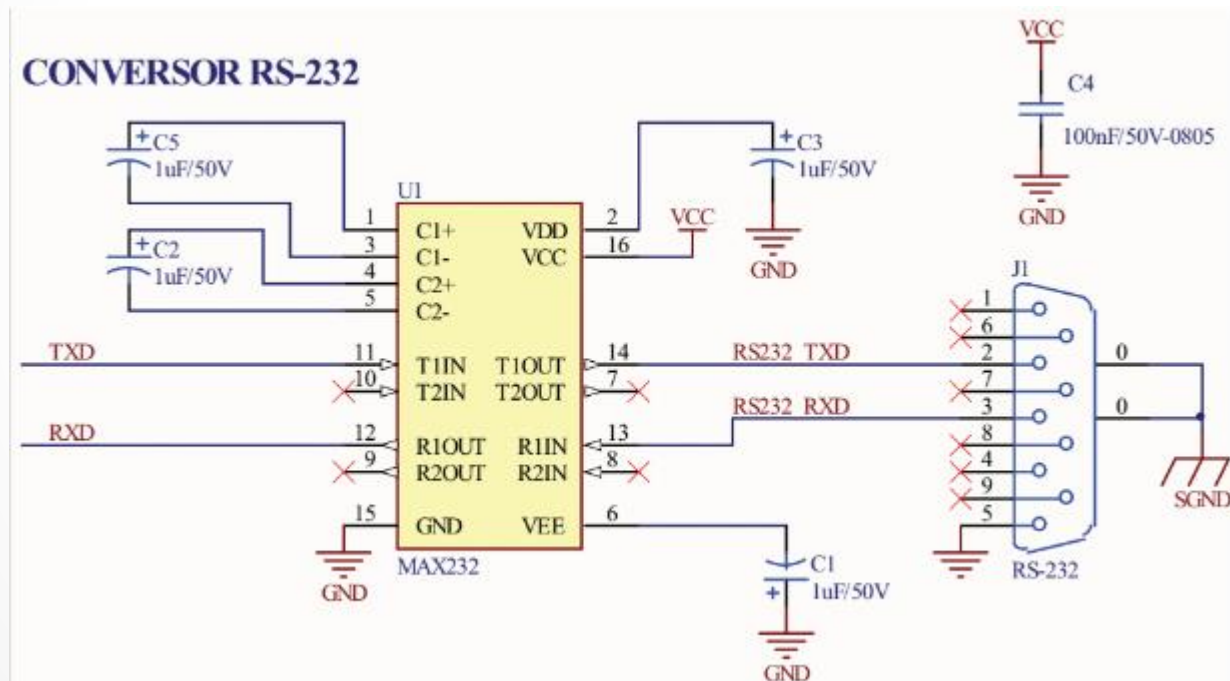 CONVERSOR RS-232
C5
1uF/50V
C2
1uF/50V
TXD
RXD
U1
1 C1+ VDD 2
3 C1- VCC 16
4 C2+
5 C2-
11 T1IN T1OUT 14
10 T2IN T2OUT 7
12 R1OUT R1IN 13
9 R2OUT R2IN 8
15 GND VEE 6
MAX232
GND
C3
1uF/50V
VCC
GND
RS232 TXD
RS232 RXD
C1
1uF/50V
GND
VCC
C4
100nF/50V-0805
GND
J1
1
6
2
7
3
8
4
9
5
0
0
SGND
RS-232
GND